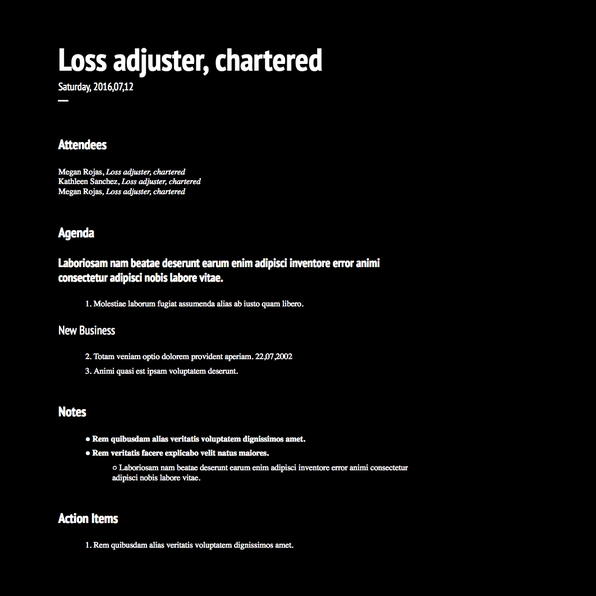 Loss adjuster, chartered
Saturday, 2016,07,12
—
Attendees
Megan Rojas, Loss adjuster, chartered
Kathleen Sanchez, Loss adjuster, chartered
Megan Rojas, Loss adjuster, chartered
Agenda
Laboriosam nam beatae deserunt earum enim adipisci inventore error animi
consectetur adipisci nobis labore vitae.
1. Molestiae laborum fugiat assumenda alias ab iusto quam libero.
New Business
2. Totam veniam optio dolorem provident aperiam. 22,07,2002
3. Animi quasi est ipsam voluptatem deserunt.
Notes
● Rem quibusdam alias veritatis voluptatem dignissimos amet.
● Rem veritatis facere explicabo velit natus maiores.
○ Laboriosam nam beatae deserunt earum enim adipisci inventore error animi consectetur
adipisci nobis labore vitae.
Action Items
1. Rem quibusdam alias veritatis voluptatem dignissimos amet.